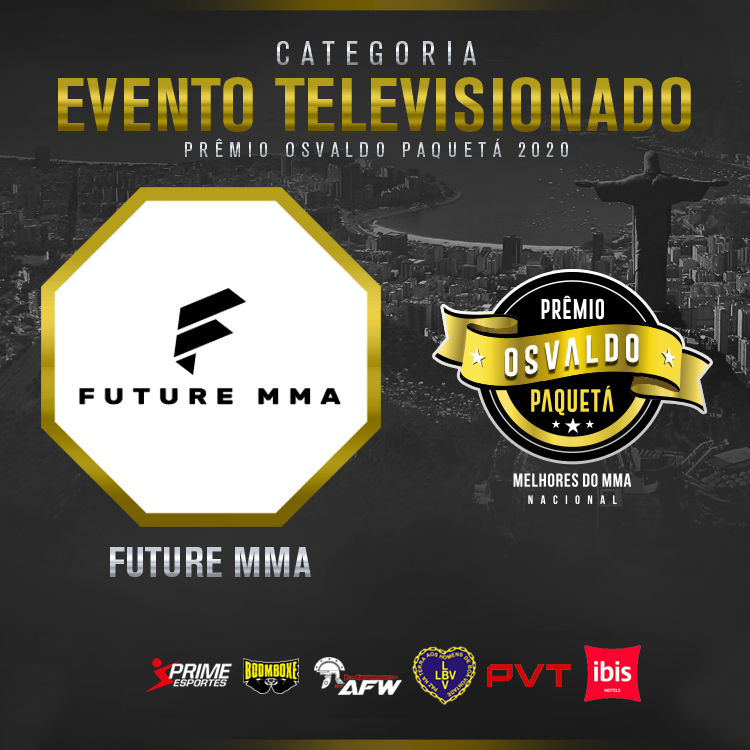 CATEGORIA
EVENTO TELEVISIONADO
PRÊMIO OSVALDO PAQUETÁ 2020
FUTURE MMA
PRÊMIO
OSVALDO
PAQUETÁ
MELHORES DO MMA
NACIONAL
FUTURE MMA
PRIME
ESPORTES
BOOMBOXE
AFW
LBV
PVT
ibis
HOTELS